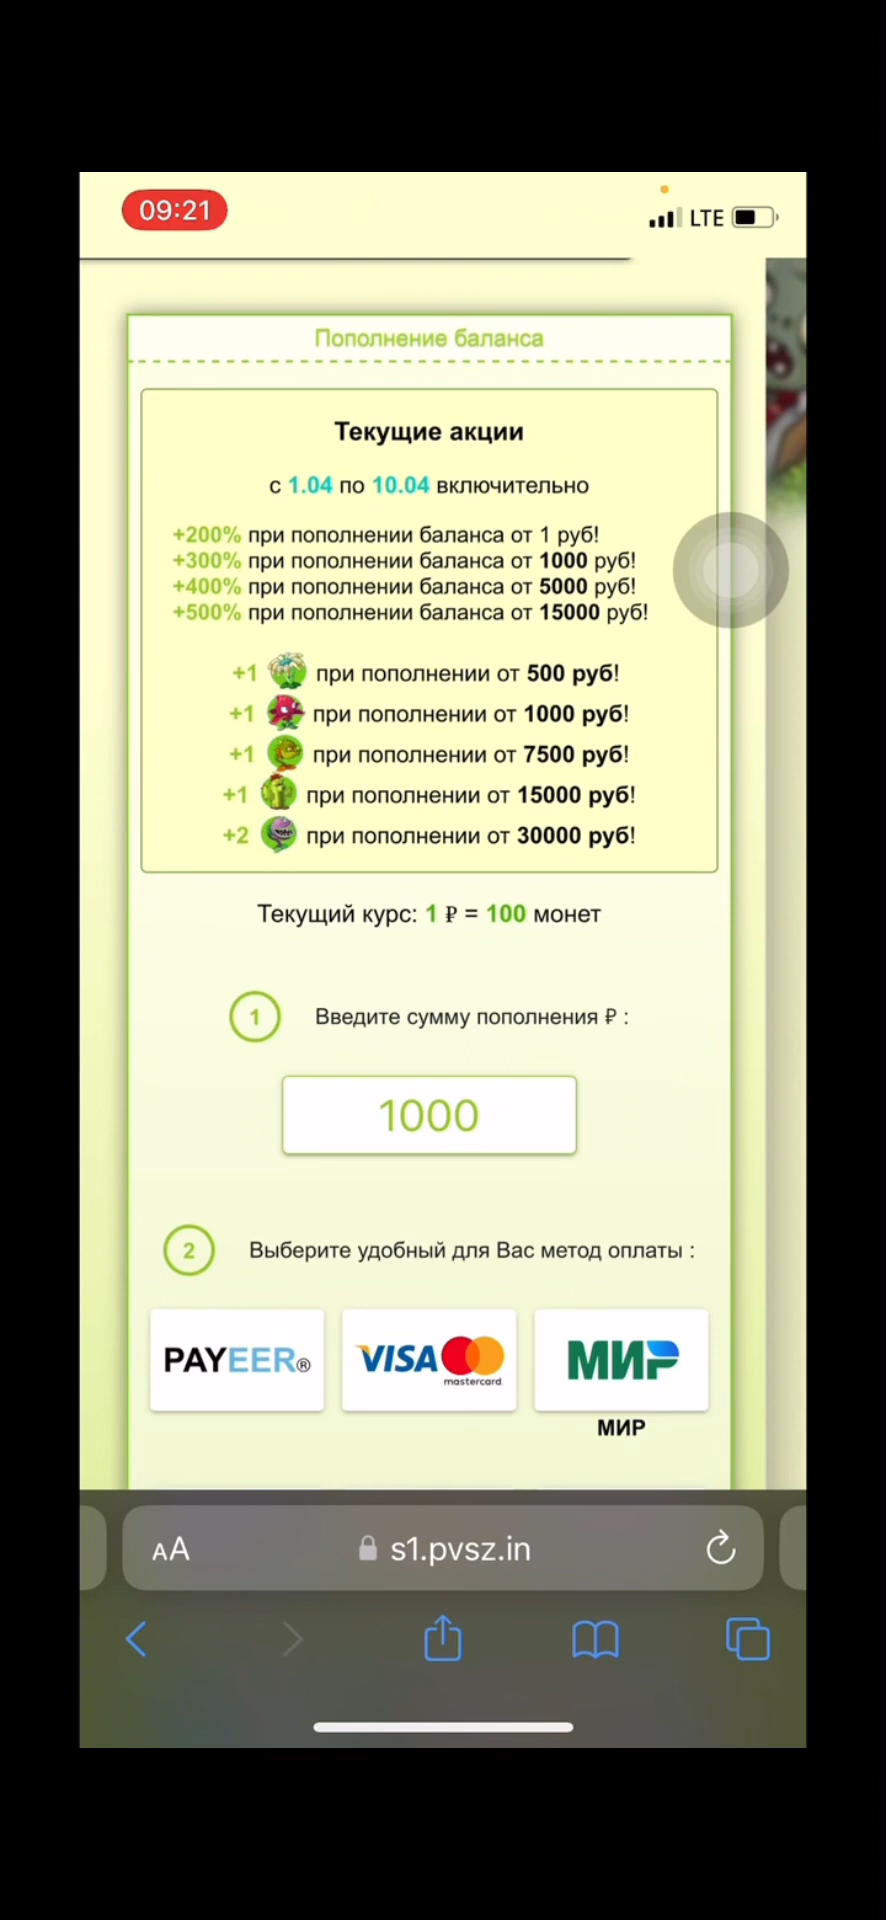 09:21
LTE
Пополнение баланса
Текущие акции
с 1.04 по 10.04 включительно
+200% при пополнении баланса от 1 руб!
+300% при пополнении баланса от 1000 руб!
+400% при пополнении баланса от 5000 руб!
+500% при пополнении баланса от 15000 руб!
+1 при пополнении от 500 руб!
+1 при пополнении от 1000 руб!
+1 при пополнении от 7500 руб!
+1 при пополнении от 15000 руб!
+2 при пополнении от 30000 руб!
Текущий курс: 1 ₽ = 100 монет
1 Введите сумму пополнения ₽ :
1000
2 Выберите удобный для Вас метод оплаты :
PAYEER® VISA mastercard МИР
МИР
AA s1.pvsz.in